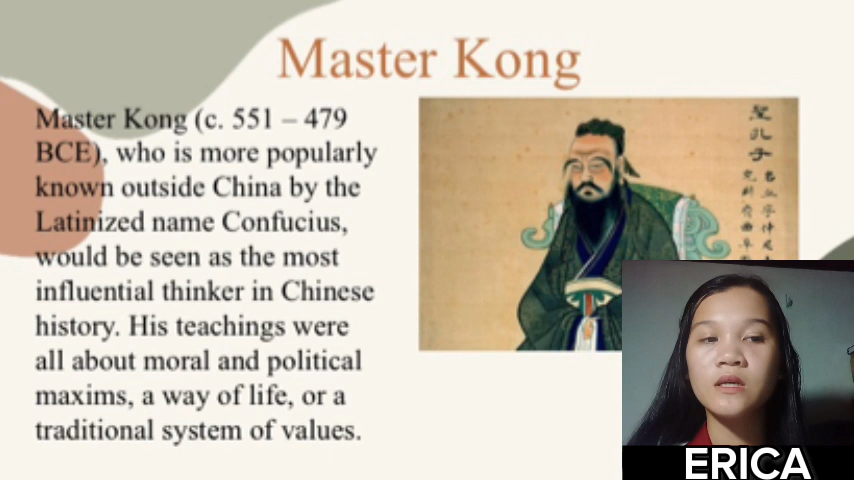 Master Kong
Master Kong (c. 551 – 479
BCE), who is more popularly
known outside China by the
Latinized name Confucius,
would be seen as the most
influential thinker in Chinese
history. His teachings were
all about moral and political
maxims, a way of life, or a
traditional system of values.
孔子
ERICA